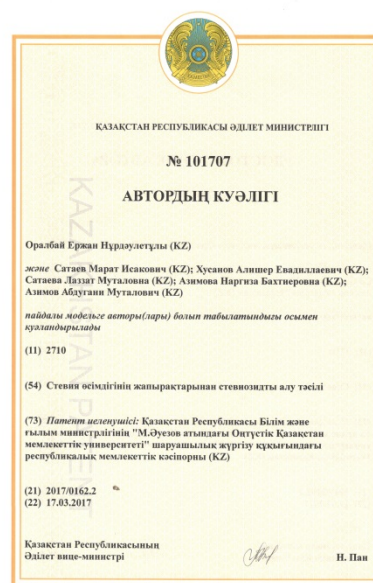 ҚАЗАҚСТАН РЕСПУБЛИКАСЫ ӘДІЛЕТ МИНИСТРЛІГІ
№ 101707
АВТОРДЫҢ КУӘЛІГІ
KAZAKHSTAN PATENT
Оралбай Ержан Нұрдәулетұлы (KZ)
және Сатаев Марат Исакович (KZ); Хусанов Алишер Евадиллаевич (KZ);
Сатаева Лаззат Муталовна (KZ); Азимова Наргиза Бахтиеровна (KZ);
Азимов Абдугани Муталович (KZ)
пайдалы модельге авторы(лары) болып табылатындығы осымен
куәландырылады
(11) 2710
(54) Стевия өсімдігінің жапырақтарынан стевиозидты алу тәсілі
(73) Патент иеленушісі: Қазақстан Республикасы Білім және
ғылым министрлігінің "М.Әуезов атындағы Оңтүстік Қазақстан
мемлекеттік университеті" шаруашылық жүргізу құқығындағы
республикалық мемлекеттік кәсіпорны (KZ)
(21) 2017/0162.2
(22) 17.03.2017
Қазақстан Республикасының
Әділет вице-министрі Н. Пан